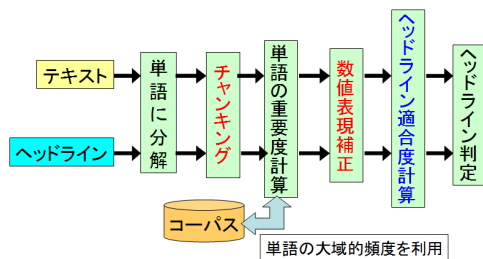 テキスト
ヘッドライン
単語に分解
チャンキング
単語の重要度計算
数値表現補正
ヘッドライン適合度計算
ヘッドライン判定
コーパス
単語の大域的頻度を利用